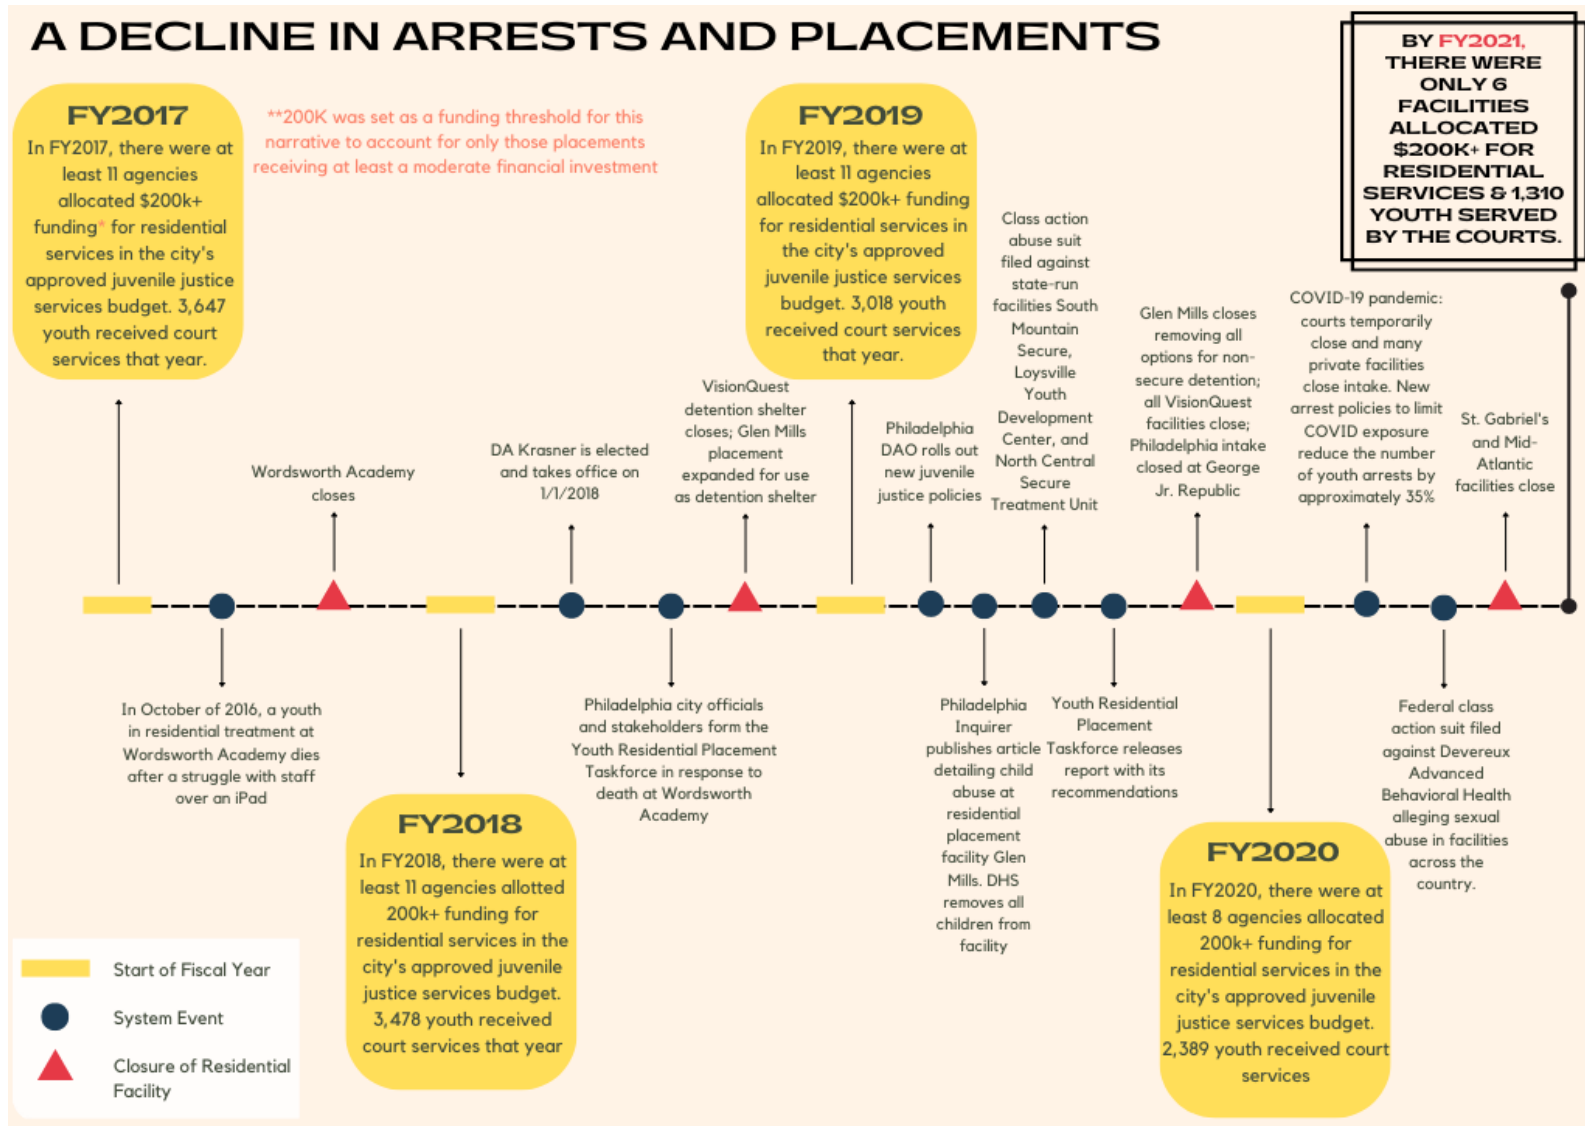 A DECLINE IN ARRESTS AND PLACEMENTS
BY FY2021,
THERE WERE
ONLY 6
FACILITIES
ALLOCATED
$200K+ FOR
RESIDENTIAL
SERVICES & 1,310
YOUTH SERVED
BY THE COURTS.
FY2017
In FY2017, there were at
least 11 agencies
allocated $200k+
funding* for residential
services in the city's
approved juvenile justice
services budget. 3,647
youth received court
services that year.
**200K was set as a funding threshold for this
narrative to account for only those placements
receiving at least a moderate financial investment
FY2019
In FY2019, there were at
least 11 agencies
allocated $200k+ funding
for residential services in
the city's approved
juvenile justice services
budget. 3,018 youth
received court services
that year.
Wordsworth Academy
closes
DA Krasner is elected
and takes office on
1/1/2018
VisionQuest
detention shelter
closes; Glen Mills
placement
expanded for use
as detention shelter
Philadelphia
DAO rolls out
new juvenile
justice policies
Class action
abuse suit
filed against
state-run
facilities South
Mountain
Secure,
Loysville
Youth
Development
Center, and
North Central
Secure
Treatment Unit
Glen Mills closes
removing all
options for non-
secure detention;
all VisionQuest
facilities close;
Philadelphia intake
closed at George
Jr. Republic
COVID-19 pandemic:
courts temporarily
close and many
private facilities
close intake. New
arrest policies to limit
COVID exposure
reduce the number
of youth arrests by
approximately 35%
St. Gabriel's
and Mid-
Atlantic
facilities close
In October of 2016, a youth
in residential treatment at
Wordsworth Academy dies
after a struggle with staff
over an iPad
FY2018
In FY2018, there were at
least 11 agencies allotted
200k+ funding for
residential services in the
city's approved juvenile
justice services budget.
3,478 youth received
court services that year
Philadelphia city officials
and stakeholders form the
Youth Residential Placement
Taskforce in response to
death at Wordsworth
Academy
Philadelphia
Inquirer
publishes article
detailing child
abuse at
residential
placement
facility Glen
Mills. DHS
removes all
children from
facility
Youth Residential
Placement
Taskforce releases
report with its
recommendations
FY2020
In FY2020, there were at
least 8 agencies allocated
200k+ funding for
residential services in the
city's approved juvenile
justice services budget.
2,389 youth received court
services
Federal class
action suit filed
against Devereux
Advanced
Behavioral Health
alleging sexual
abuse in facilities
across the
country.
Start of Fiscal Year
System Event
Closure of Residential
Facility